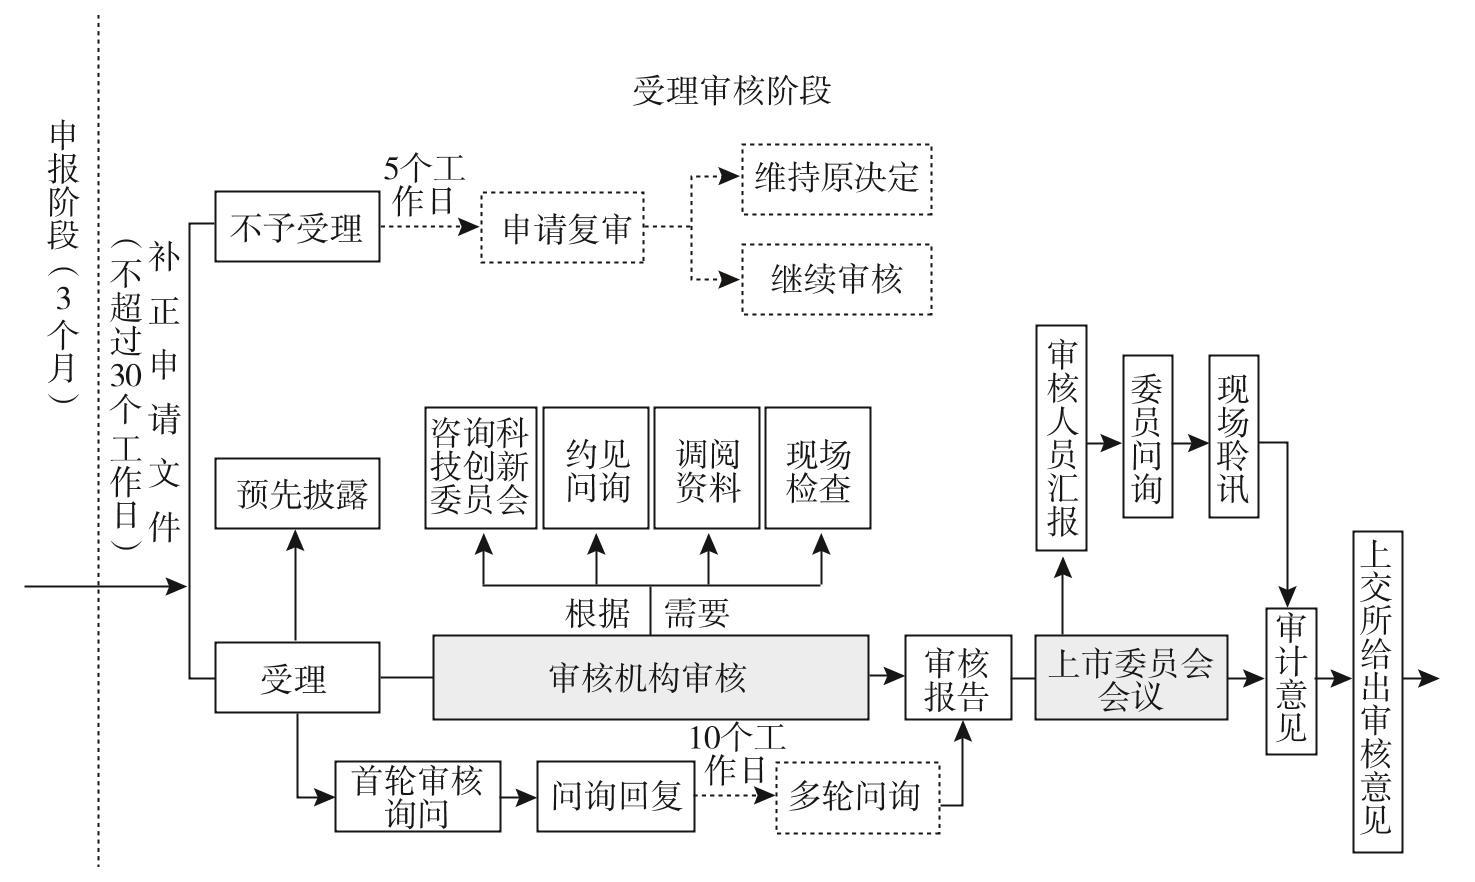 受理审核阶段
申报阶段（3个月）
补正申请文件
（不超过30个工作日）
不予受理
5个工
作日
申请复审
维持原决定
继续审核
预先披露
咨询科
技创新
委员会
约见
问询
调阅
资料
现场
检查
根据
需要
受理
审核机构审核
审核
报告
上市委员会
会议
审核人员汇报
委员问询
现场聆讯
审计意见
上交所给出审核意见
首轮审核
询问
问询回复
10个工
作日
多轮问询